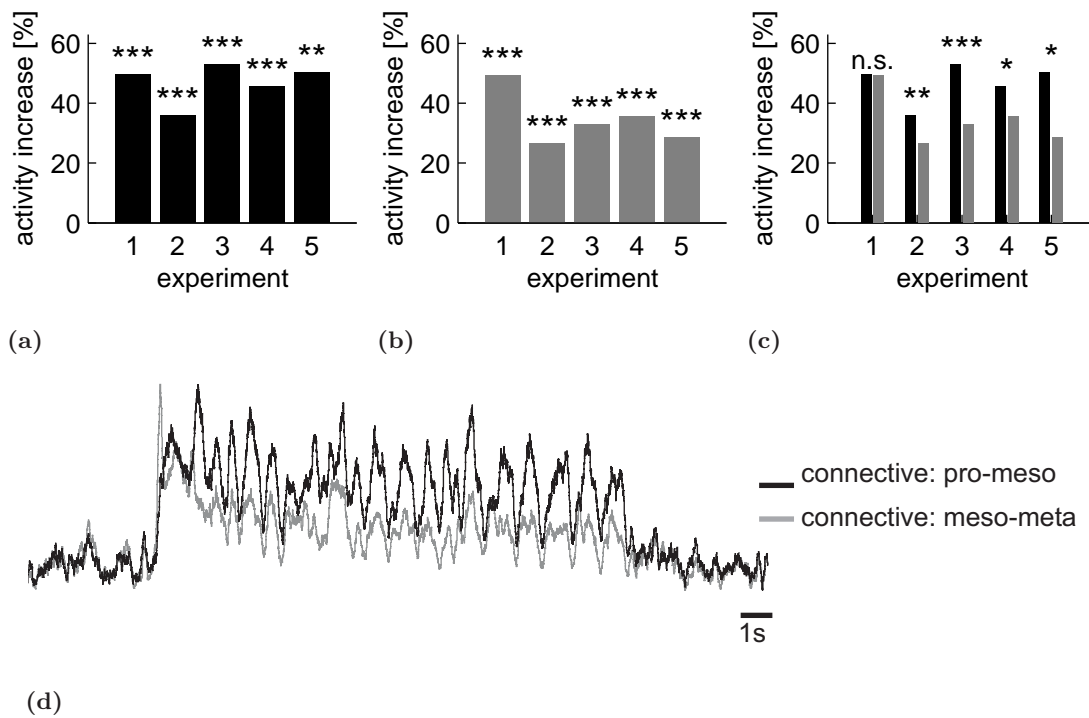 activity increase [%]
60
40
20
0
***
***
***
***
**
1 2 3 4 5
experiment
(a)
activity increase [%]
60
40
20
0
***
***
***
***
***
1 2 3 4 5
experiment
(b)
activity increase [%]
60
40
20
0
n.s.
**
***
*
*
1 2 3 4 5
experiment
(c)
connective: pro-meso
connective: meso-meta
1s
(d)